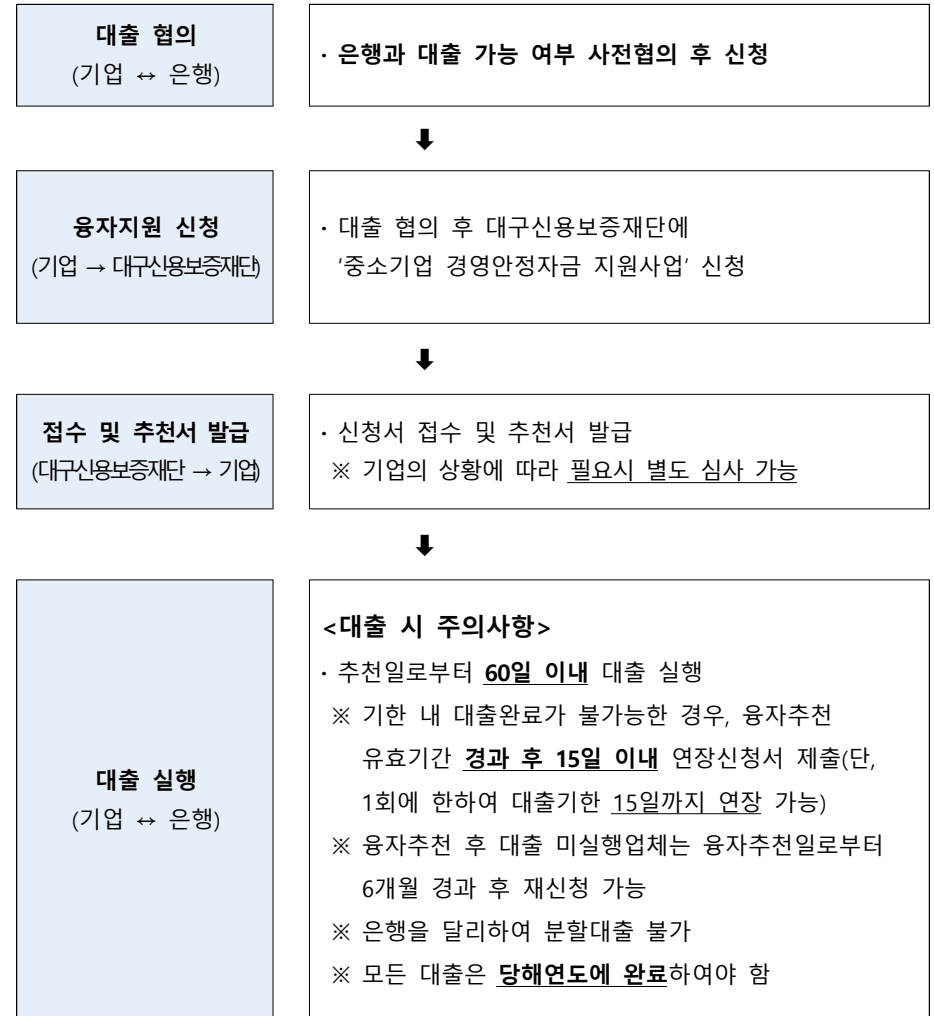 대출 협의
(기업 ↔ 은행)
· 은행과 대출 가능 여부 사전협의 후 신청
⬇
융자지원 신청
(기업 → 대구신용보증재단)
· 대출 협의 후 대구신용보증재단에
'중소기업 경영안정자금 지원사업' 신청
⬇
접수 및 추천서 발급
(대구신용보증재단 → 기업)
· 신청서 접수 및 추천서 발급
※ 기업의 상황에 따라 필요시 별도 심사 가능
⬇
대출 실행
(기업 ↔ 은행)
<대출 시 주의사항>
· 추천일로부터 60일 이내 대출 실행
※ 기한 내 대출완료가 불가능한 경우, 융자추천
유효기간 경과 후 15일 이내 연장신청서 제출(단,
1회에 한하여 대출기한 15일까지 연장 가능)
※ 융자추천 후 대출 미실행업체는 융자추천일로부터
6개월 경과 후 재신청 가능
※ 은행을 달리하여 분할대출 불가
※ 모든 대출은 당해연도에 완료하여야 함